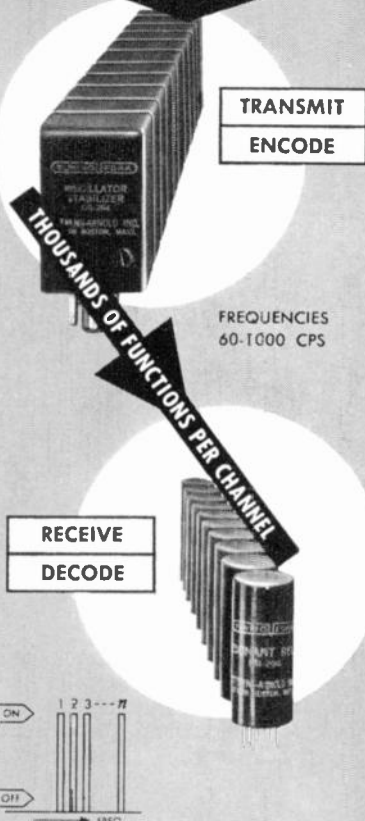 TRANSMIT
ENCODE
OSCILLATOR
STABILIZER
THOUSANDS OF FUNCTIONS PER CHANNEL
FREQUENCIES
60-1000 CPS
RECEIVE
DECODE
ON
1 2 3 --- n
OFF